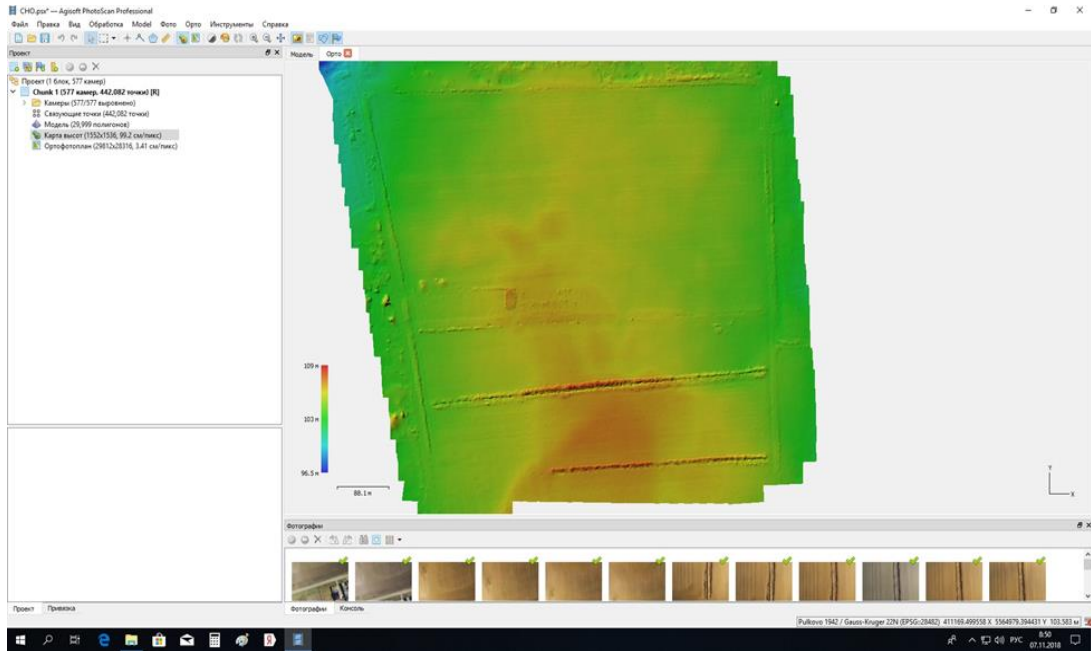 CHO.psx* — Agisoft PhotoScan Professional
Файл Правка Вид Обработка Model Фото Орто Инструменты Справка
Проект
Модель Орто
Проект (1 блок, 577 камер)
Chunk 1 (577 камер, 442,082 точки) [R]
Камеры (577/577 выровнено)
Связующие точки (442,082 точки)
Модель (29,999 полигонов)
Карта высот (1552x1536, 99.2 см/пикс)
Ортофотоплан (29812x28316, 3.41 см/пикс)
109 м
103 м
96.5 м
88.1 м
Y
X
Фотографии
Проект Привязка
Фотографии Консоль
Pulkovo 1942 / Gauss-Kruger 22N (EPSG::28482) 411169.499558 X 5564979.394431 Y 103.583 м
РУС
8:50
07.11.2018